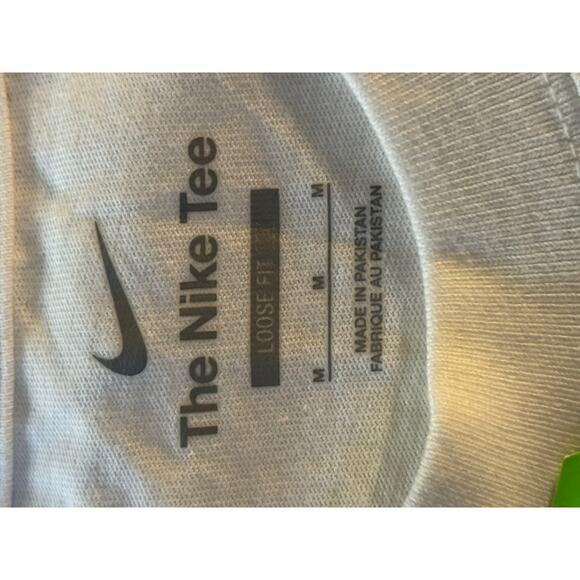 The Nike Tee
LOOSE FIT
M M M
MADE IN PAKISTAN
FABRIQUE AU PAKISTAN